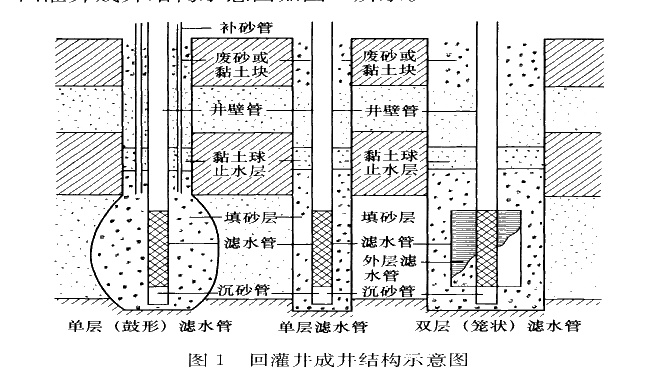 补砂管
废砂或
黏土块
废砂或
黏土块
井壁管
井壁管
黏土球
止水层
黏土球
止水层
填砂层
填砂层
滤水管
滤水管
外层滤
水管
沉砂管
沉砂管
单层（鼓形）滤水管
单层滤水管
双层（笼状）滤水管
图1 回灌井成井结构示意图